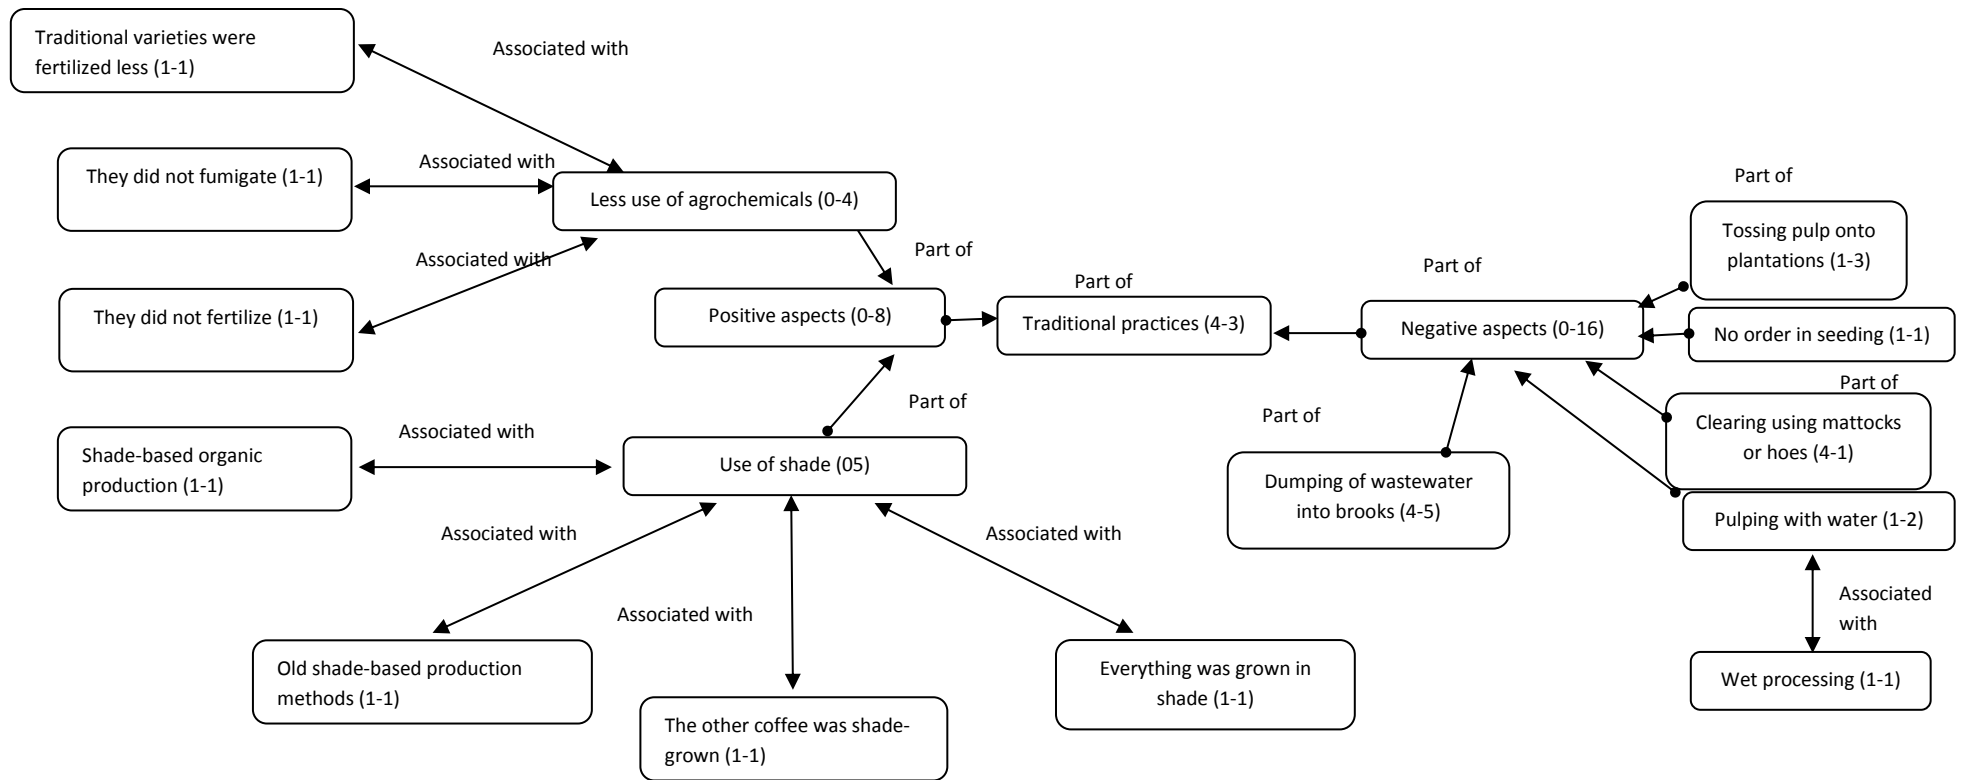 Traditional varieties were
fertilized less (1-1)
Associated with
They did not fumigate (1-1)
Associated with
Less use of agrochemicals (0-4)
They did not fertilize (1-1)
Associated with
Part of
Positive aspects (0-8)
Part of
Traditional practices (4-3)
Part of
Negative aspects (0-16)
Part of
Tossing pulp onto
plantations (1-3)
No order in seeding (1-1)
Part of
Clearing using mattocks
or hoes (4-1)
Pulping with water (1-2)
Associated
with
Wet processing (1-1)
Part of
Dumping of wastewater
into brooks (4-5)
Part of
Use of shade (05)
Shade-based organic
production (1-1)
Associated with
Associated with
Old shade-based production
methods (1-1)
Associated with
The other coffee was shade-
grown (1-1)
Associated with
Everything was grown in
shade (1-1)